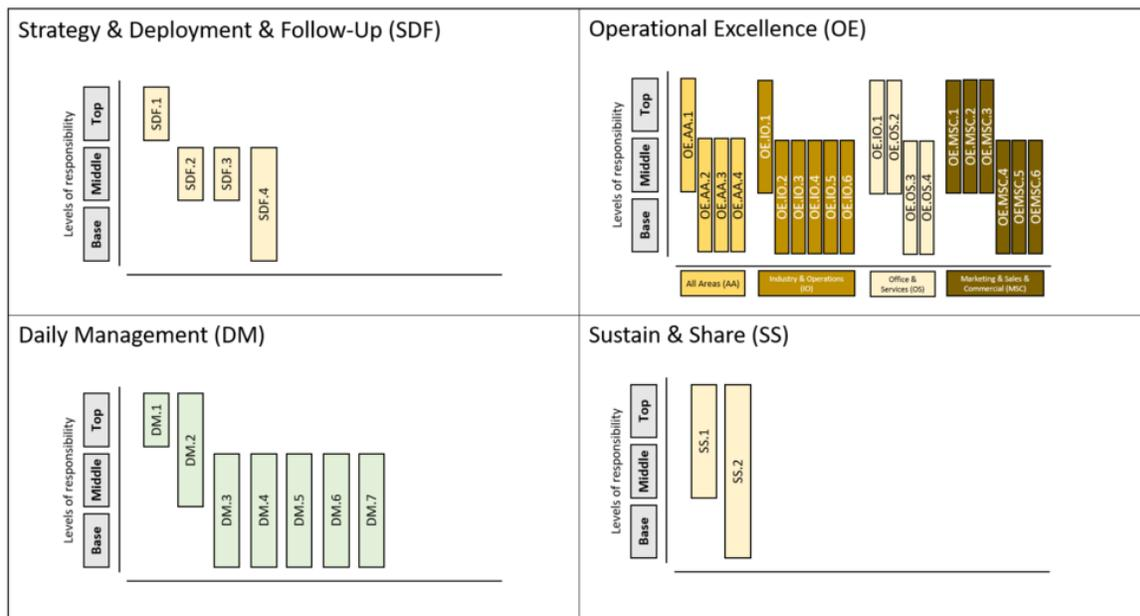 Strategy & Deployment & Follow-Up (SDF)
Levels of responsibility
Top
Middle
Base
SDF.1
SDF.2
SDF.3
SDF.4
Operational Excellence (OE)
Levels of responsibility
Top
Middle
Base
OE.AA.1
OE.AA.2
OE.AA.3
OE.AA.4
OE.IO.1
OE.IO.2
OE.IO.3
OE.IO.4
OE.IO.5
OE.IO.6
OE.IO.1
OE.OS.2
OE.OS.3
OE.OS.4
OE.MSC.1
OE.MSC.2
OE.MSC.3
OE.MSC.4
OEMSC.5
OEMSC.6
All Areas (AA)
Industry & Operations
(IO)
Office &
Services (OS)
Marketing & Sales &
Commercial (MSC)
Daily Management (DM)
Levels of responsibility
Top
Middle
Base
DM.1
DM.2
DM.3
DM.4
DM.5
DM.6
DM.7
Sustain & Share (SS)
Levels of responsibility
Top
Middle
Base
SS.1
SS.2